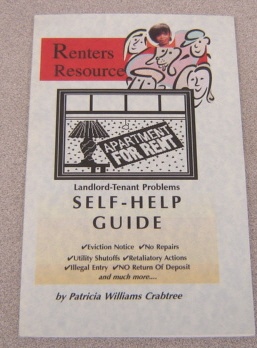 Renters
Resource
APARTMENT
FOR RENT
Landlord-Tenant Problems
SELF-HELP
GUIDE
✓Eviction Notice ✓No Repairs
✓Utility Shutoffs ✓Retaliatory Actions
✓Illegal Entry ✓NO Return Of Deposit
and much more....
by Patricia Williams Crabtree